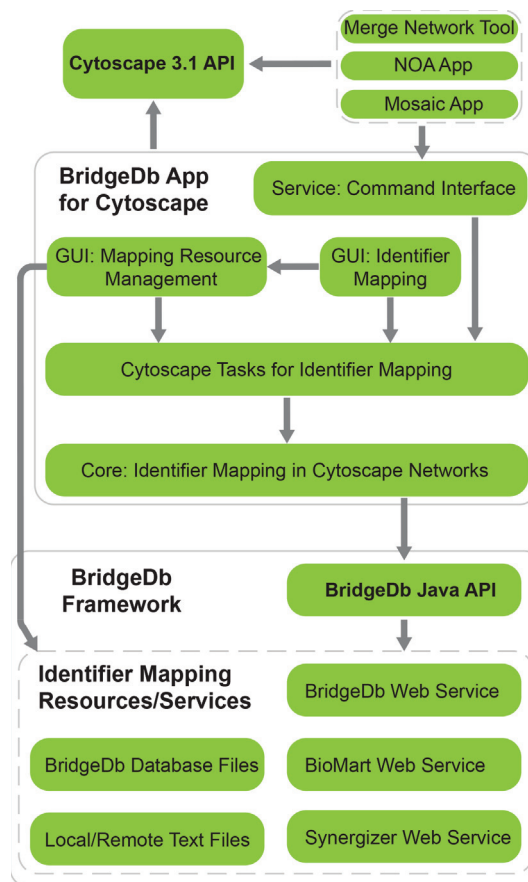 Merge Network Tool
Cytoscape 3.1 API
NOA App
Mosaic App
BridgeDb App
for Cytoscape
Service: Command Interface
GUI: Mapping Resource
Management
GUI: Identifier
Mapping
Cytoscape Tasks for Identifier Mapping
Core: Identifier Mapping in Cytoscape Networks
BridgeDb
Framework
BridgeDb Java API
Identifier Mapping
Resources/Services
BridgeDb Web Service
BridgeDb Database Files
BioMart Web Service
Local/Remote Text Files
Synergizer Web Service